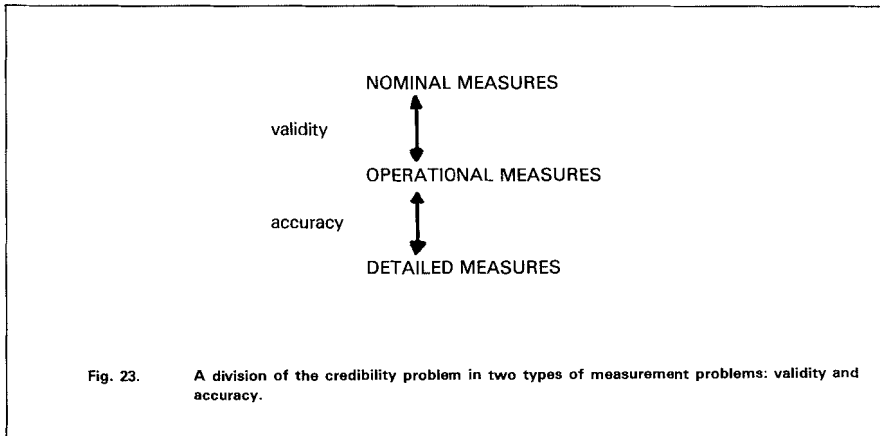 NOMINAL MEASURES
validity
OPERATIONAL MEASURES
accuracy
DETAILED MEASURES
Fig. 23. A division of the credibility problem in two types of measurement problems: validity and
accuracy.